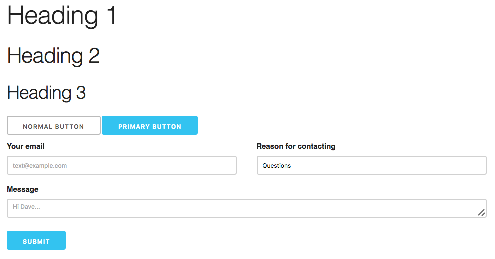 Heading 1
Heading 2
Heading 3
NORMAL BUTTON PRIMARY BUTTON
Your email Reason for contacting
text@example.com Questions
Message
Hi Dave...
SUBMIT